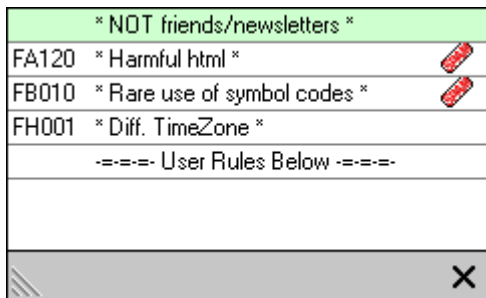 * NOT friends/newsletters *
FA120 * Harmful html *
FB010 * Rare use of symbol codes *
FH001 * Diff. TimeZone *
-=-=-=- User Rules Below -=-=-=-